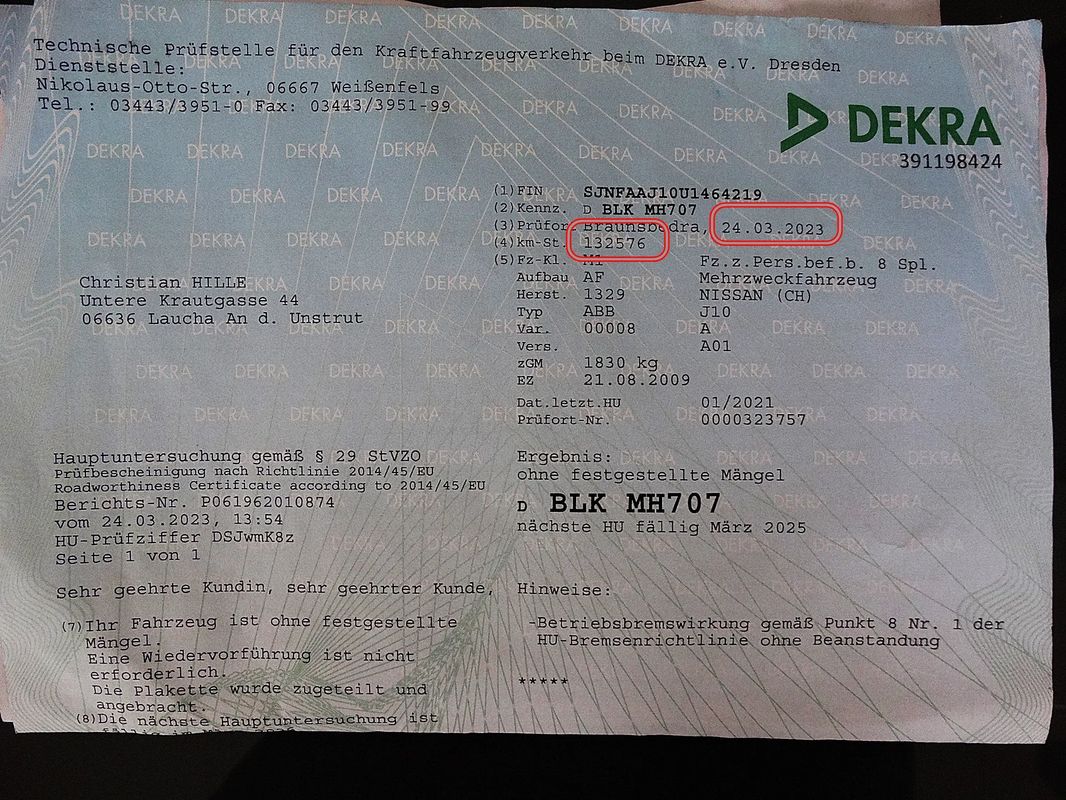 Technische Prüfstelle für den Kraftfahrzeugverkehr beim DEKRA e.V. Dresden
Dienststelle:
Nikolaus-Otto-Str., 06667 Weißenfels
Tel.: 03443/3951-0 Fax: 03443/3951-99
DEKRA
391198424
(1)FIN SJNFAAJ10U1464219
(2)Kennz. D BLK MH707
(3)Prüfor Braunsbedra, 24.03.2023
(4)km-St. 132576
(5)Fz-Kl. M1 Fz.z.Pers.bef.b. 8 Spl.
Aufbau AF Mehrzweckfahrzeug
Herst. 1329 NISSAN (CH)
Typ ABB J10
Var. 00008 A
Vers. A01
zGM 1830 kg
EZ 21.08.2009
Dat.letzt.HU 01/2021
Prüfort-Nr. 0000323757
Christian HILLE
Untere Krautgasse 44
06636 Laucha An d. Unstrut
Hauptuntersuchung gemäß § 29 StVZO
Prüfbescheinigung nach Richtlinie 2014/45/EU
Roadworthiness Certificate according to 2014/45/EU
Berichts-Nr. P061962010874
vom 24.03.2023, 13:54
HU-Prüfziffer DSJwmK8z
Seite 1 von 1
Ergebnis:
ohne festgestellte Mängel
D BLK MH707
nächste HU fällig März 2025
Sehr geehrte Kundin, sehr geehrter Kunde,
(7)Ihr Fahrzeug ist ohne festgestellte
Mängel.
Eine Wiedervorführung ist nicht
erforderlich.
Die Plakette wurde zugeteilt und
angebracht.
(8)Die nächste Hauptuntersuchung ist
Hinweise:
-Betriebsbremswirkung gemäß Punkt 8 Nr. 1 der
HU-Bremsenrichtlinie ohne Beanstandung
*****